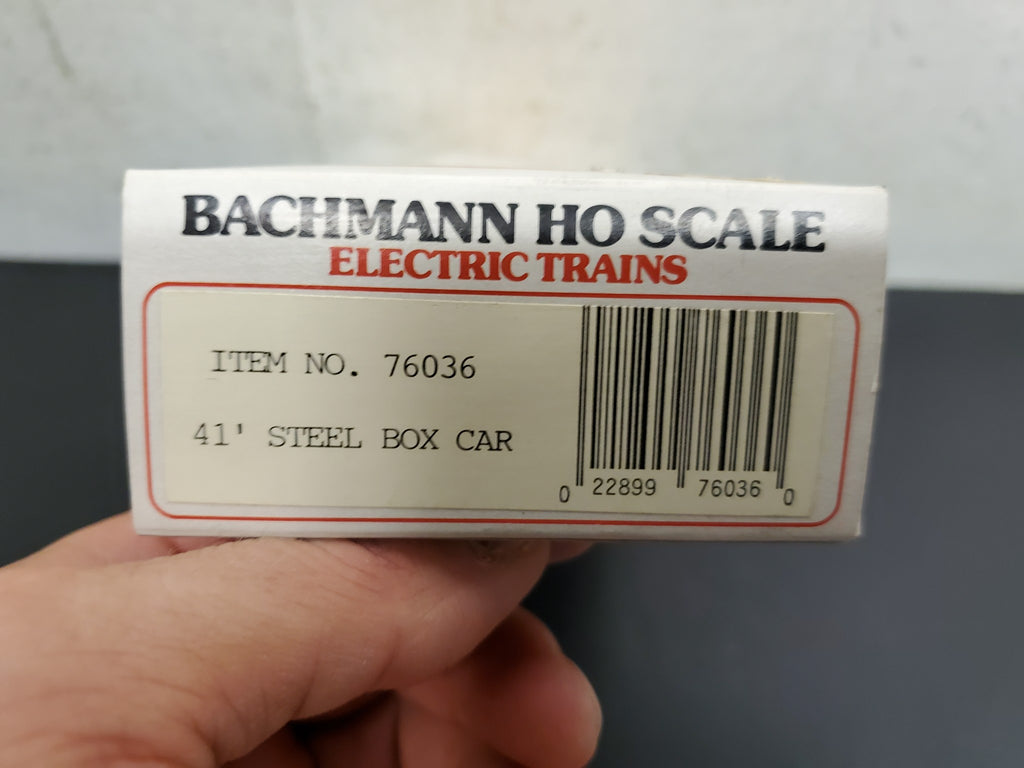 BACHMANN HO SCALE
ELECTRIC TRAINS
ITEM NO. 76036
41' STEEL BOX CAR
0 22899 76036 0